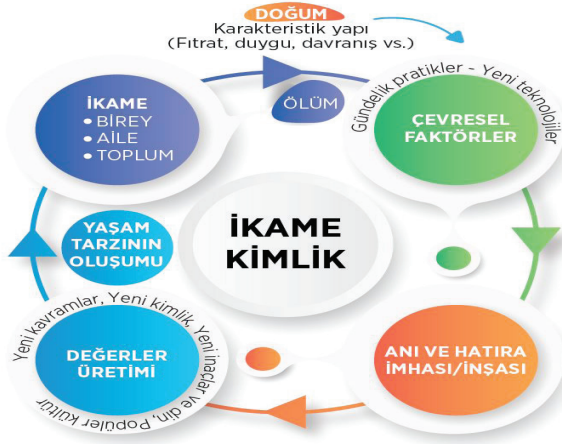 DOĞUM
Karakteristik yapı
(Fıtrat, duygu, davranış vs.)
İKAME
• BİREY
• AİLE
• TOPLUM
ÖLÜM
Gündelik pratikler - Yeni teknolojiler
ÇEVRESEL
FAKTÖRLER
İKAME
KİMLİK
YAŞAM
TARZININ
OLUŞUMU
Yeni kavramlar, Yeni kimlik, Yeni inaçlar ve din, Popüler kültür
DEĞERLER
ÜRETİMİ
ANI VE HATIRA
İMHASI/İNŞASI